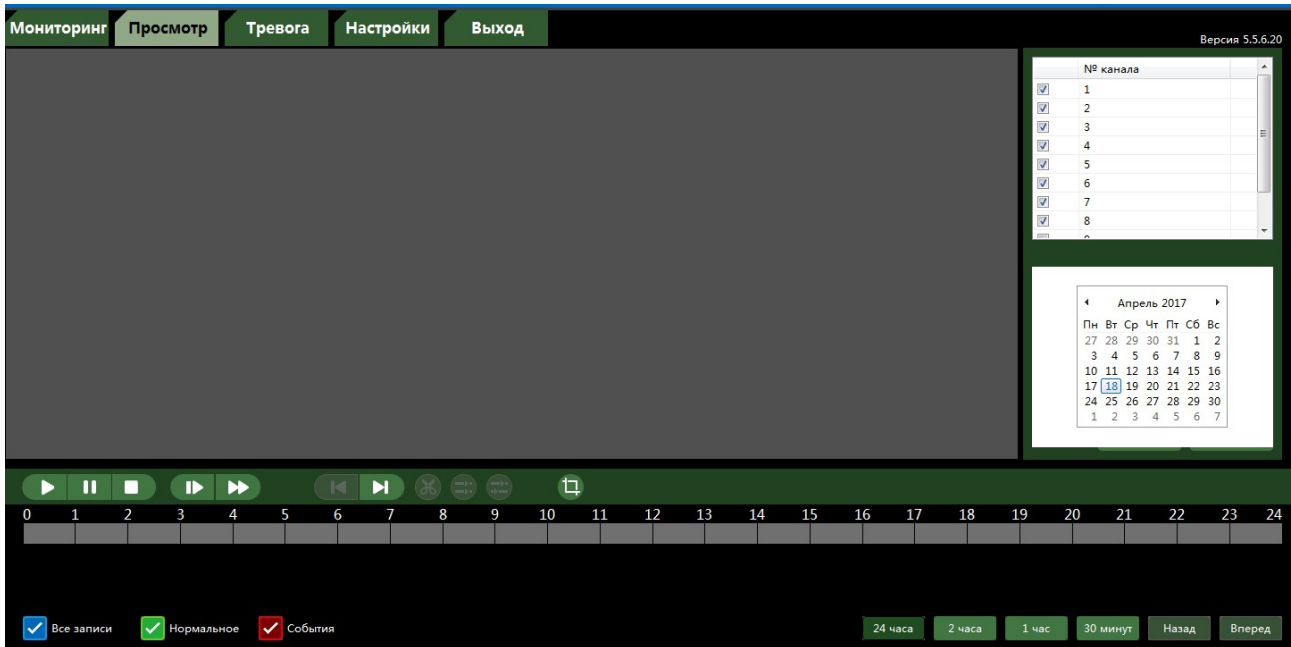 Мониторинг Просмотр Тревога Настройки Выход
Версия 5.5.6.20
№ канала
1
2
3
4
5
6
7
8
Апрель 2017
Пн Вт Ср Чт Пт Сб Вс
27 28 29 30 31 1 2
3 4 5 6 7 8 9
10 11 12 13 14 15 16
17 18 19 20 21 22 23
24 25 26 27 28 29 30
1 2 3 4 5 6 7
0 1 2 3 4 5 6 7 8 9 10 11 12 13 14 15 16 17 18 19 20 21 22 23 24
Все записи Нормальное События 24 часа 2 часа 1 час 30 минут Назад Вперед